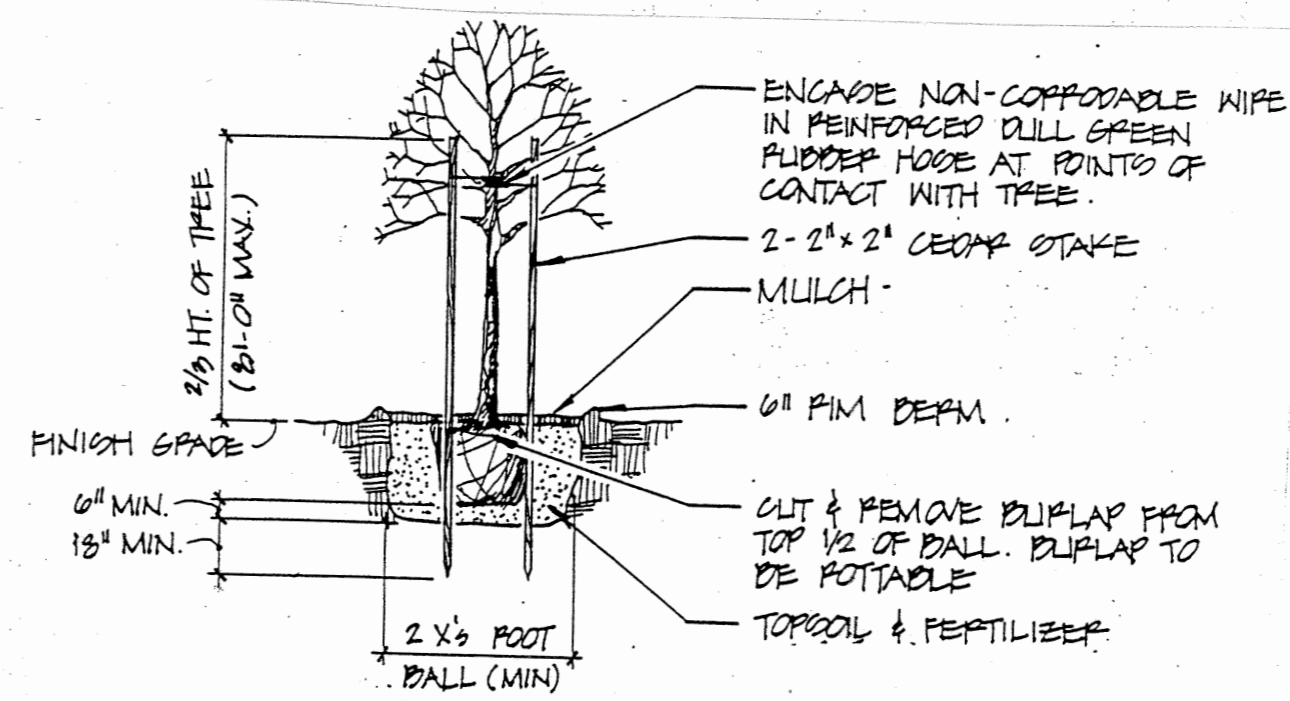 ENCASE NON-CORRODABLE WIRE
IN REINFORCED DULL GREEN
RUBBER HOSE AT POINTS OF
CONTACT WITH TREE.
2-2"x2" CEDAR STAKE
MULCH-
6" RIM BERM.
CUT & REMOVE BURLAP FROM
TOP 1/2 OF BALL. BURLAP TO
BE ROTTABLE
TOPSOIL & FERTILIZER
2/3 HT. OF TREE
(8'-0" MAX.)
FINISH GRADE
6" MIN.
18" MIN.
2 X's ROOT
BALL (MIN)